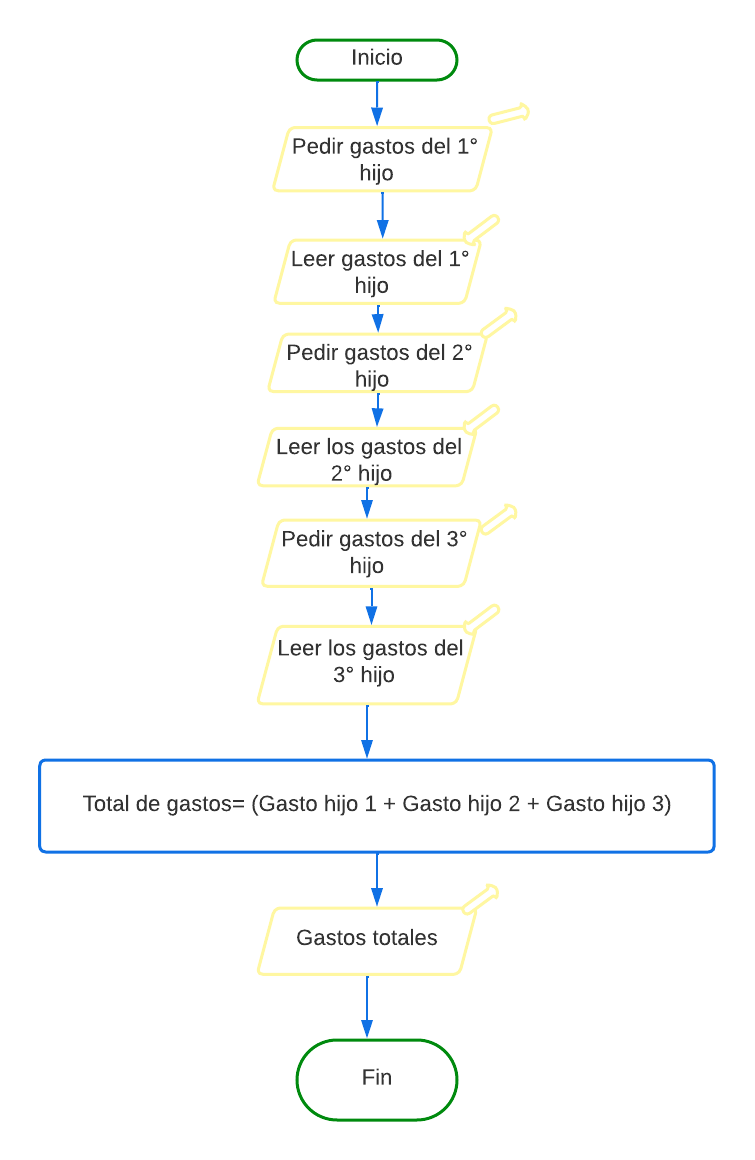 Inicio
Pedir gastos del 1°
hijo
Leer gastos del 1°
hijo
Pedir gastos del 2°
hijo
Leer los gastos del
2° hijo
Pedir gastos del 3°
hijo
Leer los gastos del
3° hijo
Total de gastos= (Gasto hijo 1 + Gasto hijo 2 + Gasto hijo 3)
Gastos totales
Fin